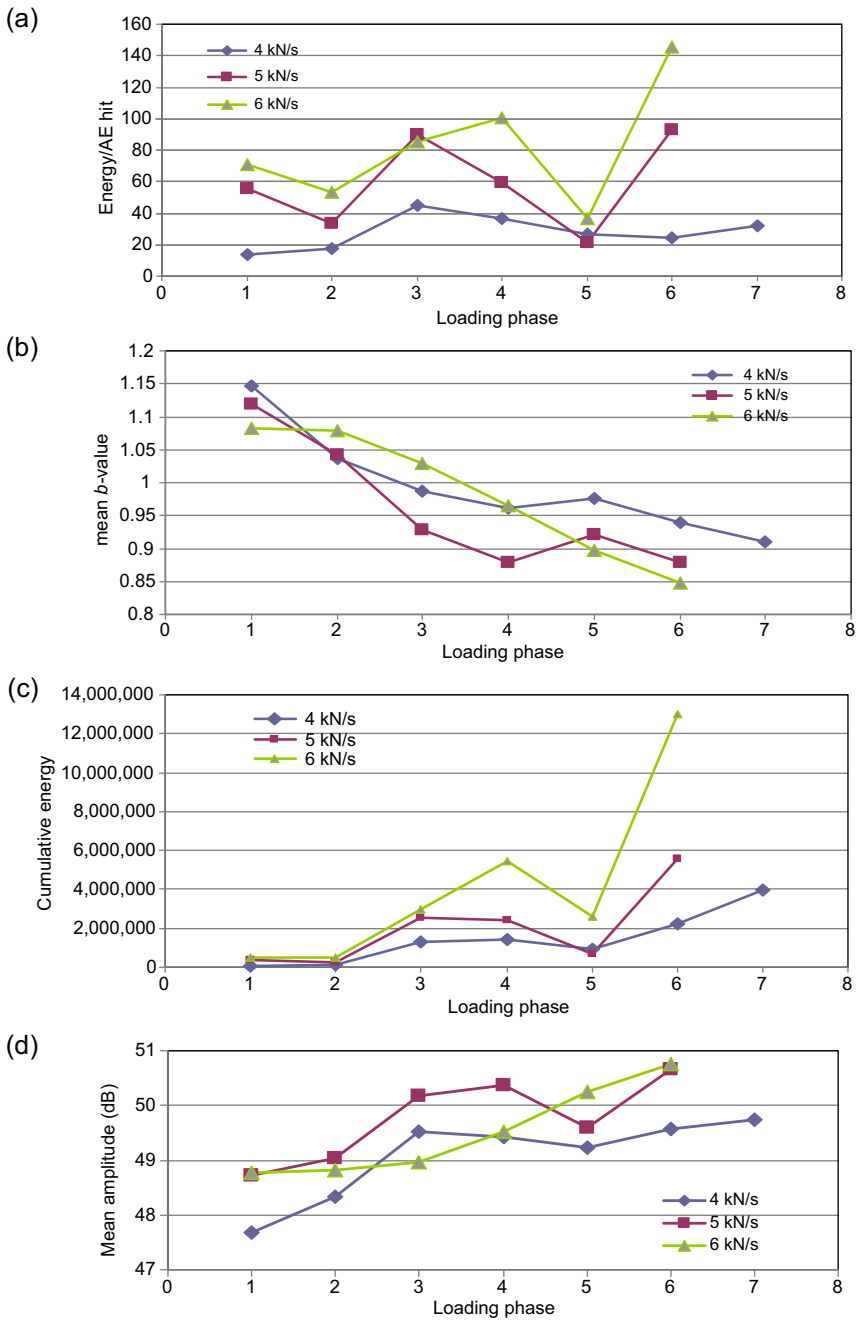 (a)
160
140
120
100
80
60
40
20
0
Energy/AE hit
4 kN/s
5 kN/s
6 kN/s
0 1 2 3 4 5 6 7 8
Loading phase
(b)
1.2
1.15
1.1
1.05
1
0.95
0.9
0.85
0.8
mean b-value
4 kN/s
5 kN/s
6 kN/s
0 1 2 3 4 5 6 7 8
Loading phase
(c)
14,000,000
12,000,000
10,000,000
8,000,000
6,000,000
4,000,000
2,000,000
0
Cumulative energy
4 kN/s
5 kN/s
6 kN/s
0 1 2 3 4 5 6 7 8
Loading phase
(d)
51
50
49
48
47
Mean amplitude (dB)
4 kN/s
5 kN/s
6 kN/s
0 1 2 3 4 5 6 7 8
Loading phase